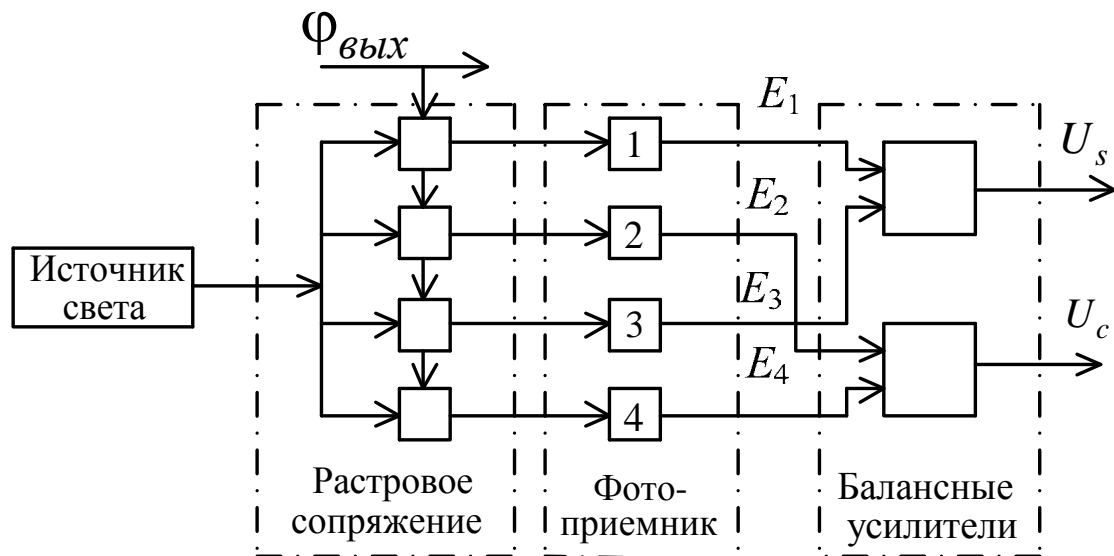 φвых
E1
Us
1
E2
2
Источник
света
E3
Uc
3
E4
4
Растровое
сопряжение
Фото-
приемник
Балансные
усилители